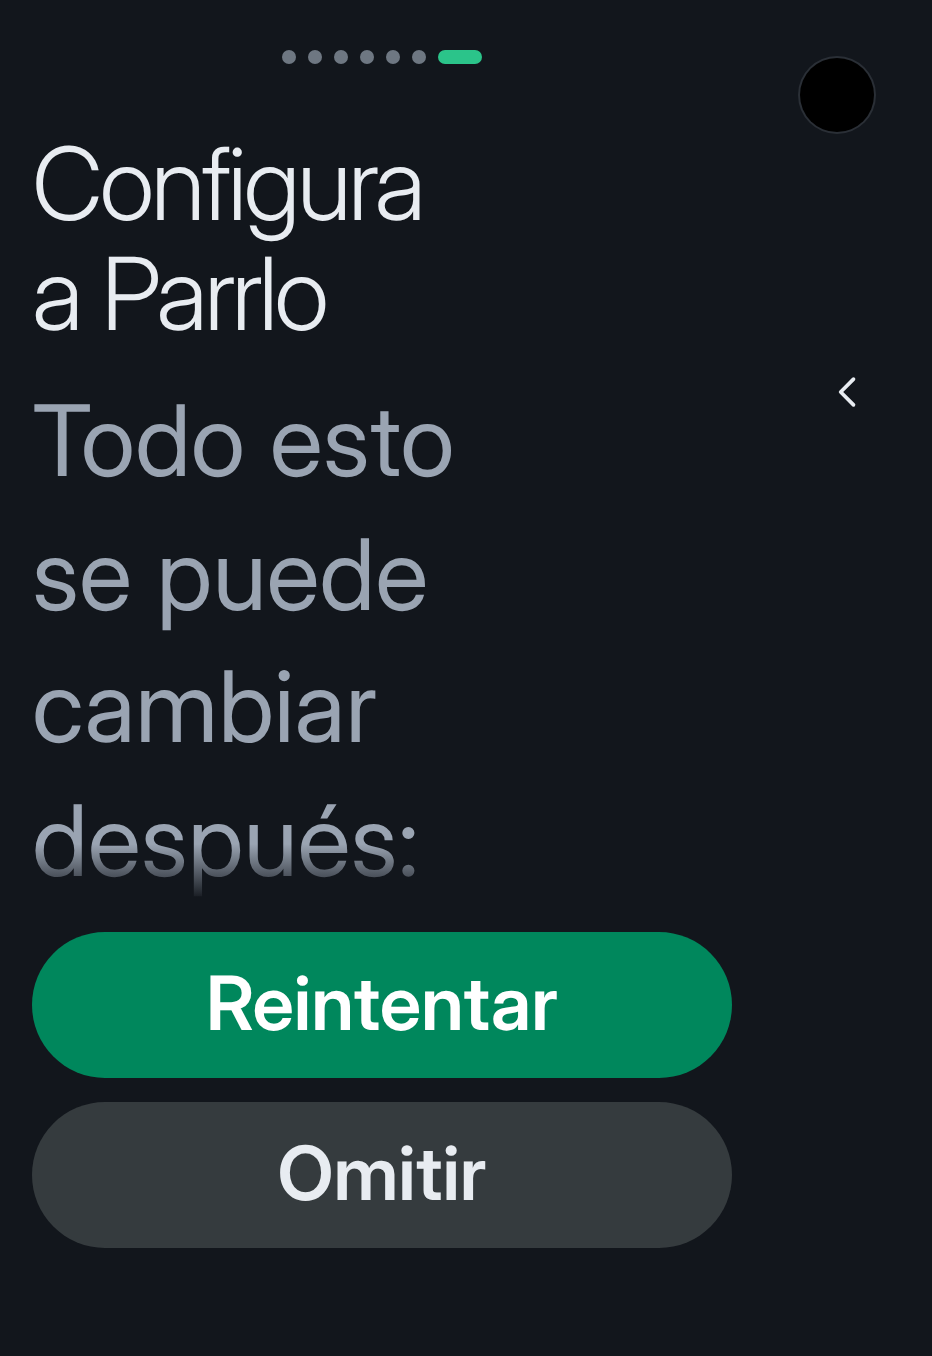 Configura
a Parrlo
Todo esto
se puede
cambiar
después:
Reintentar
Omitir